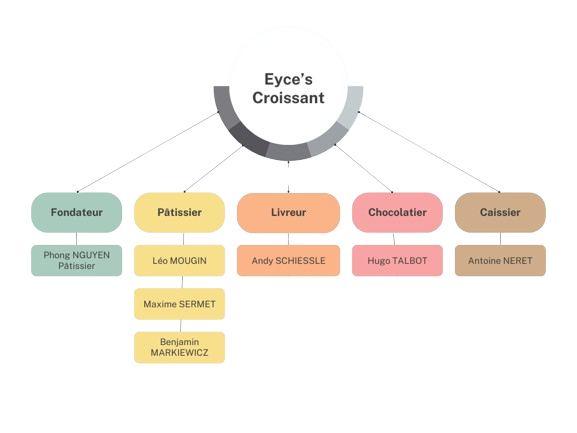 Eyce's
Croissant
Fondateur
Pâtissier
Livreur
Chocolatier
Caissier
Phong NGUYEN
Pâtissier
Léo MOUGIN
Andy SCHIESSLE
Hugo TALBOT
Antoine NERET
Maxime SERMET
Benjamin
MARKIEWICZ